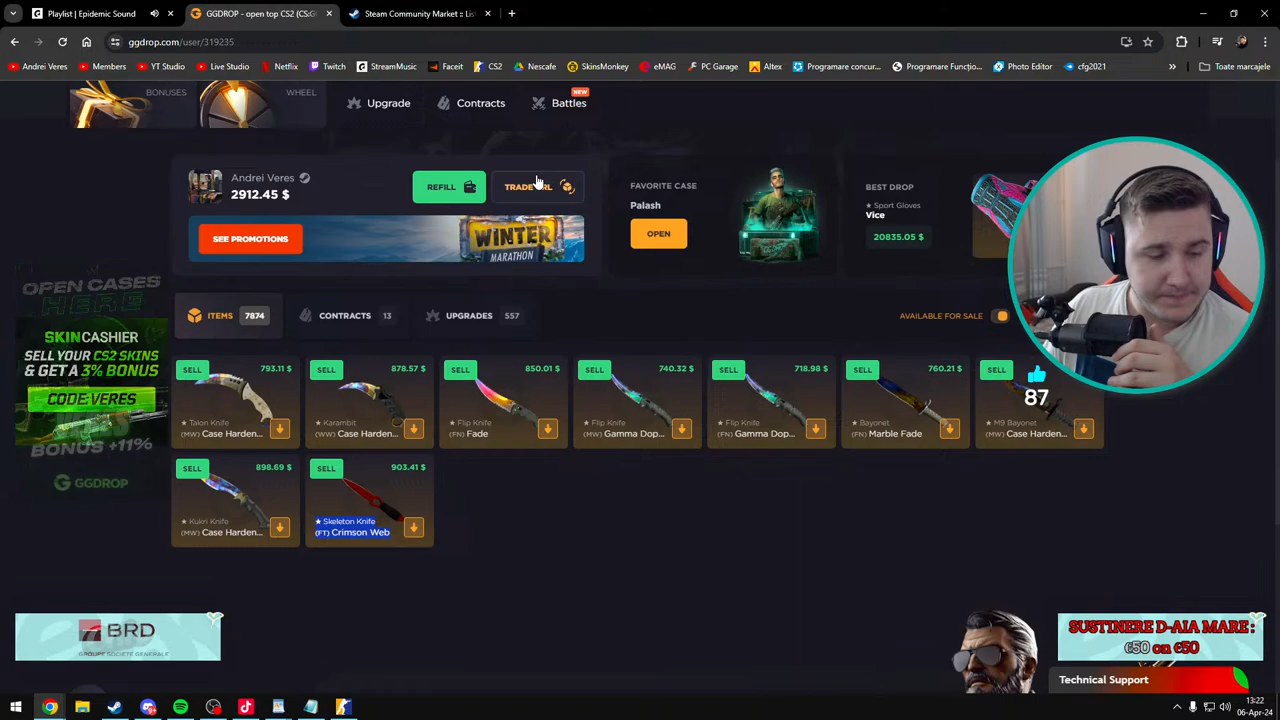 Playlist | Epidemic Sound
GGDROP - open top CS2 (CS:G
Steam Community Market :: Lis
ggdrop.com/user/319235
Andrei Veres
Members
YT Studio
Live Studio
Netflix
Twitch
StreamMusic
Faceit
CS2
Nescafe
SkinsMonkey
eMAG
PC Garage
Altex
Programare concur...
Programare Funcțio...
Photo Editor
cfg2021
Toate marcajele
BONUSES
WHEEL
Upgrade
Contracts
Battles
NEW
Andrei Veres
2912.45 $
REFILL
SEE PROMOTIONS
WINTER
MARATHON
FAVORITE CASE
Palash
OPEN
BEST DROP
★ Sport Gloves
Vice
20835.05 $
OPEN CASES
HERE
SKINCASHIER
SELL YOUR CS2 SKINS
& GET A 3% BONUS
CODE VERES
BONUS +11%
GGDROP
ITEMS 7874
CONTRACTS 13
UPGRADES 557
AVAILABLE FOR SALE
SELL 793.11 $
★ Talon Knife
(MW) Case Harden...
SELL 878.57 $
★ Karambit
(WW) Case Harden...
SELL 850.01 $
★ Flip Knife
(FN) Fade
SELL 740.32 $
★ Flip Knife
(MW) Gamma Dop...
SELL 718.98 $
★ Flip Knife
(FN) Gamma Dop...
SELL 760.21 $
★ Bayonet
(FN) Marble Fade
SELL
★ M9 Bayonet
(MW) Case Harden...
87
SELL 898.69 $
★ Kukri Knife
(MW) Case Harden...
SELL 903.41 $
★ Skeleton Knife
(FT) Crimson Web
BRD
GROUPE SOCIETE GENERALE
SUSTINERE D-AIA MARE :
€50 on €50
Technical Support
13:22
06-Apr-24